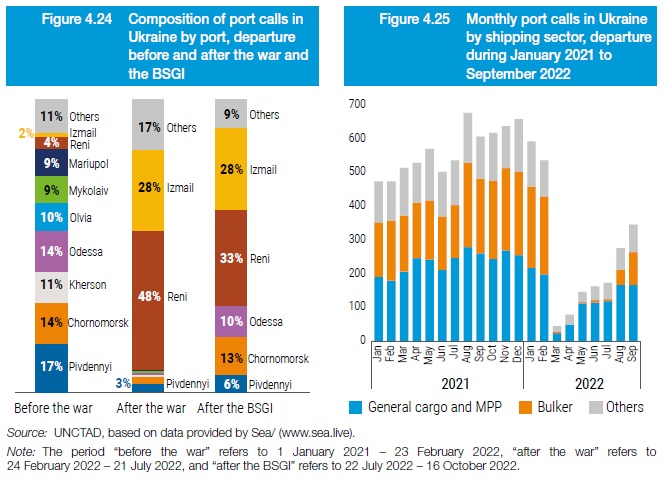 Figure 4.24
Composition of port calls in
Ukraine by port, departure
before and after the war and
the BSGI
11% Others
2% Izmail
4% Reni
9% Mariupol
9% Mykolaiv
10% Olvia
14% Odessa
11% Kherson
14% Chornomorsk
17% Pivdennyi
Before the war
17% Others
28% Izmail
48% Reni
3% Pivdennyi
After the war
9% Others
28% Izmail
33% Reni
10% Odessa
13% Chornomorsk
6% Pivdennyi
After the BSGI
Figure 4.25
Monthly port calls in Ukraine
by shipping sector, departure
during January 2021 to
September 2022
700
600
500
400
300
200
100
0
Jan Feb Mar Apr May Jun Jul Aug Sep Oct Nov Dec Jan Feb Mar Apr May Jun Jul Aug Sep
2021 2022
General cargo and MPP Bulker Others
Source: UNCTAD, based on data provided by Sea/ (www.sea.live).
Note: The period “before the war” refers to 1 January 2021 – 23 February 2022, “after the war” refers to
24 February 2022 – 21 July 2022, and “after the BSGI” refers to 22 July 2022 – 16 October 2022.